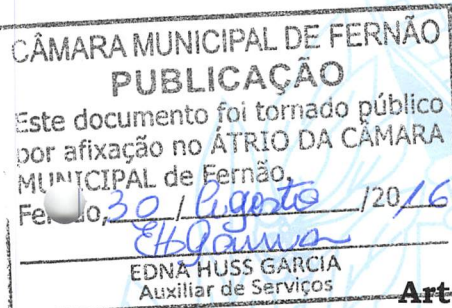 CÂMARA MUNICIPAL DE FERNÃO
PUBLICAÇÃO
Este documento foi tornado público
por afixação no ÁTRIO DA CÂMARA
MUNICIPAL de Fernão.
Fe o, 30 / Agosto /2016
EDNA HUSS GARCIA
Auxiliar de Serviços
Art